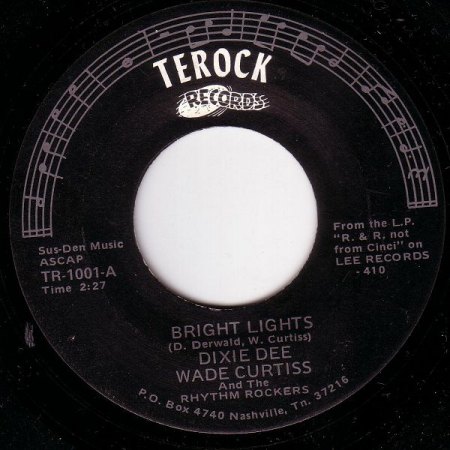 TEROCK
RECORDS
Sus-Den Music
ASCAP
TR-1001-A
Time 2:27
From the L.P.
"R. & R. not
from Cinci" on
LEE RECORDS
- 410
BRIGHT LIGHTS
(D. Derwald, W. Curtiss)
DIXIE DEE
WADE CURTISS
And the
RHYTHM ROCKERS
P.O. Box 4740 Nashville, Tn. 37216